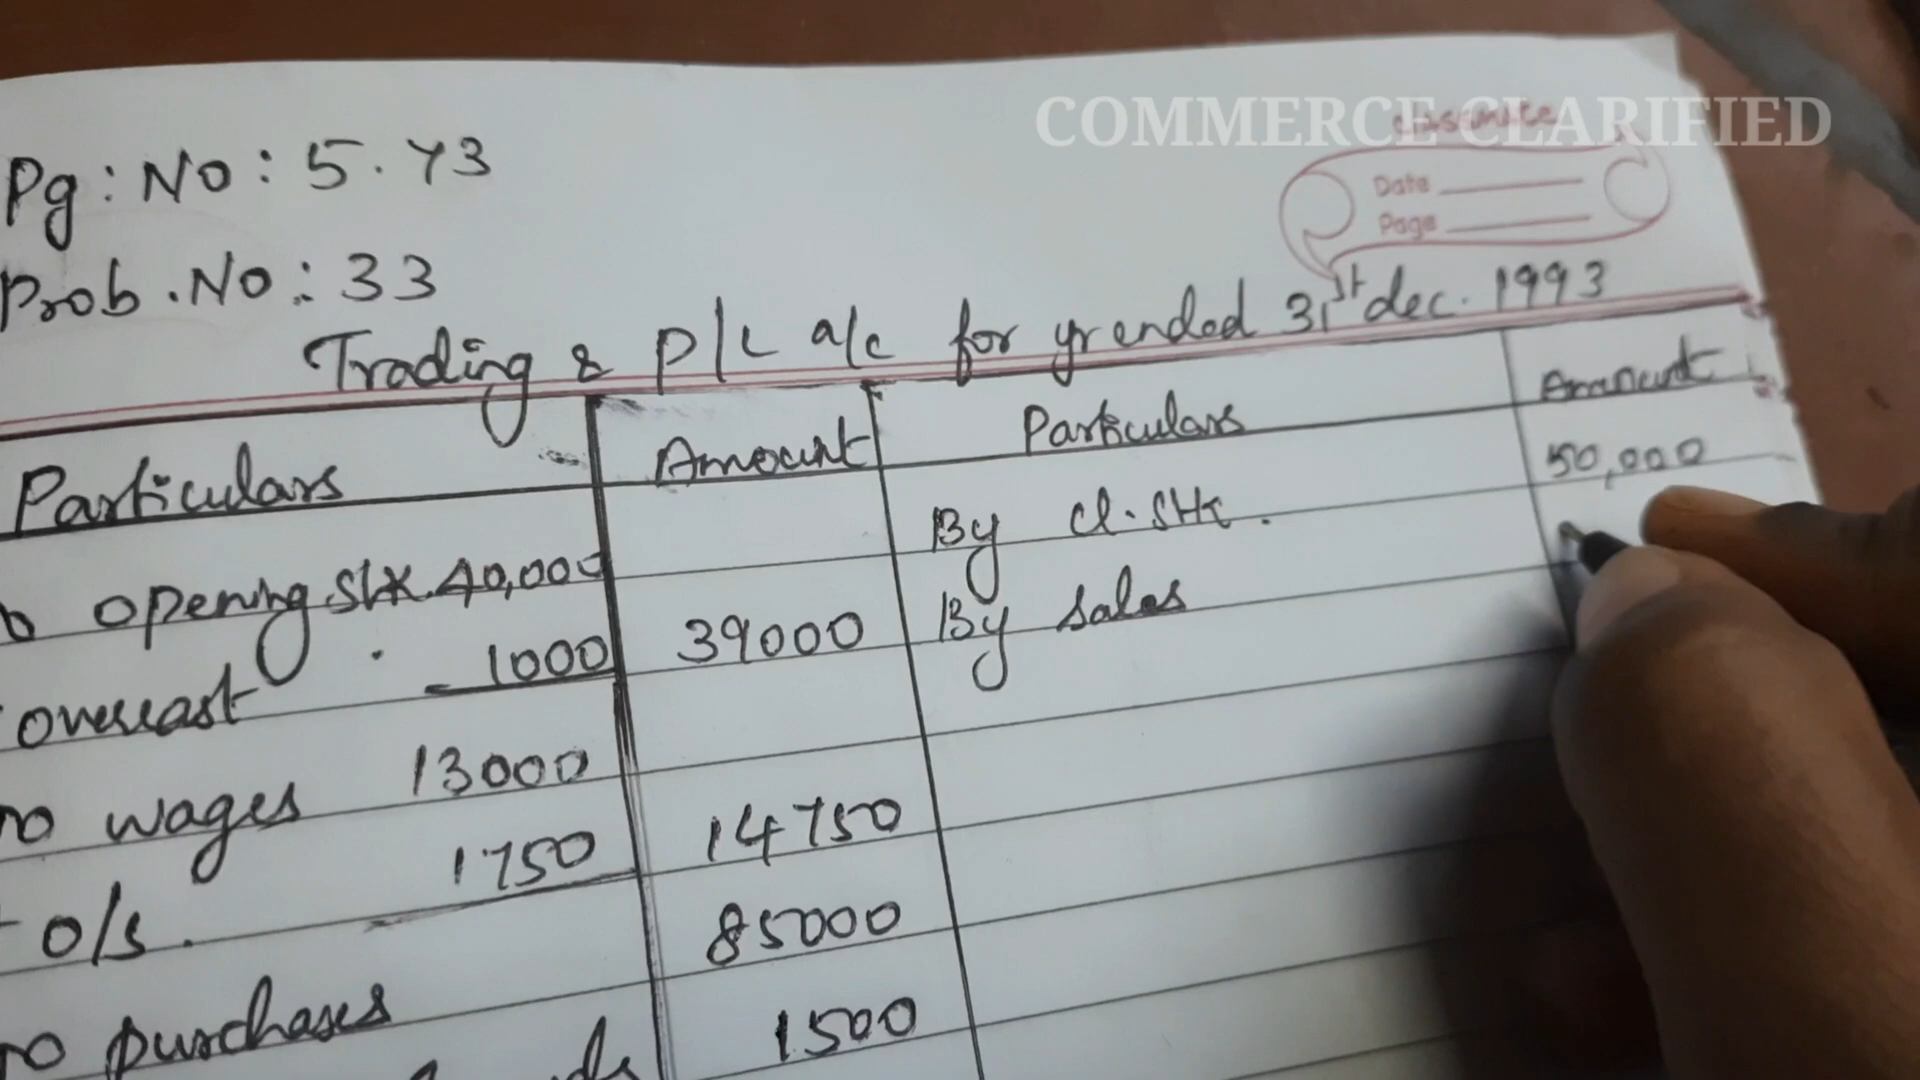 COMMERCE CLARIFIED
classmate
Date
Page
Pg: No: 5.43
Prob.No: 33
Trading & P/L a/c for yr ended 31st dec. 1993
Particulars Amount Particulars Amount
opening stk. 40,000 By cl. stk. 50,000
overcast - 1000 39000 By sales
wages 13000
o/s. 1750 14750
purchases 85000
1500